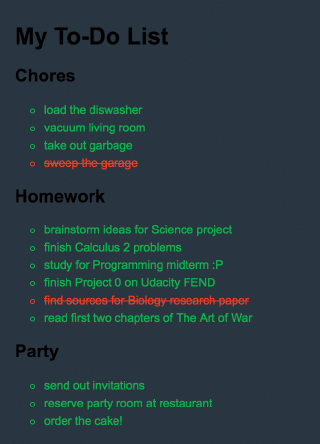 My To-Do List
Chores
load the diswasher
vacuum living room
take out garbage
sweep the garage
Homework
brainstorm ideas for Science project
finish Calculus 2 problems
study for Programming midterm :P
finish Project 0 on Udacity FEND
find sources for Biology research paper
read first two chapters of The Art of War
Party
send out invitations
reserve party room at restaurant
order the cake!